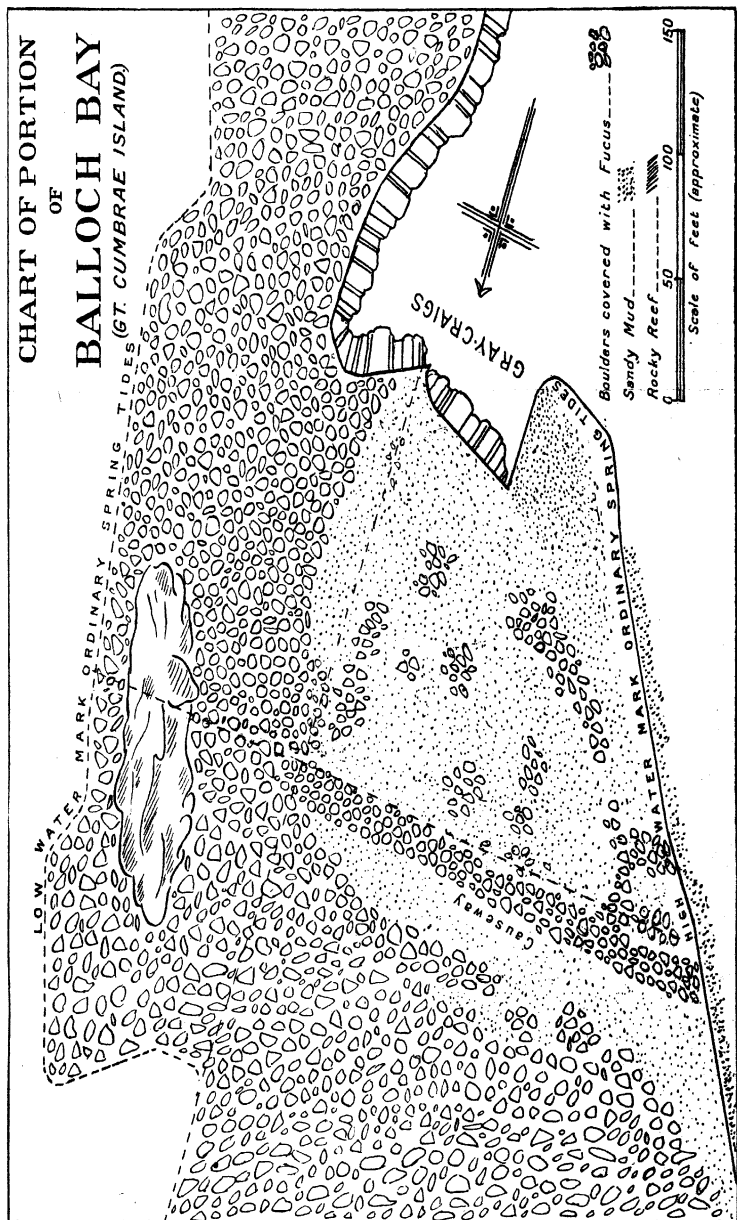 CHART OF PORTION
OF
BALLOCH BAY
(GT. CUMBRAE ISLAND.)
LOW WATER MARK ORDINARY SPRING TIDES
GRAY-CRAIGS
Causeway
HIGH WATER MARK ORDINARY SPRING TIDES
Boulders covered with Fucus
Sandy Mud
Rocky Reef
0 50 100 150
Scale of Feet (approximate)